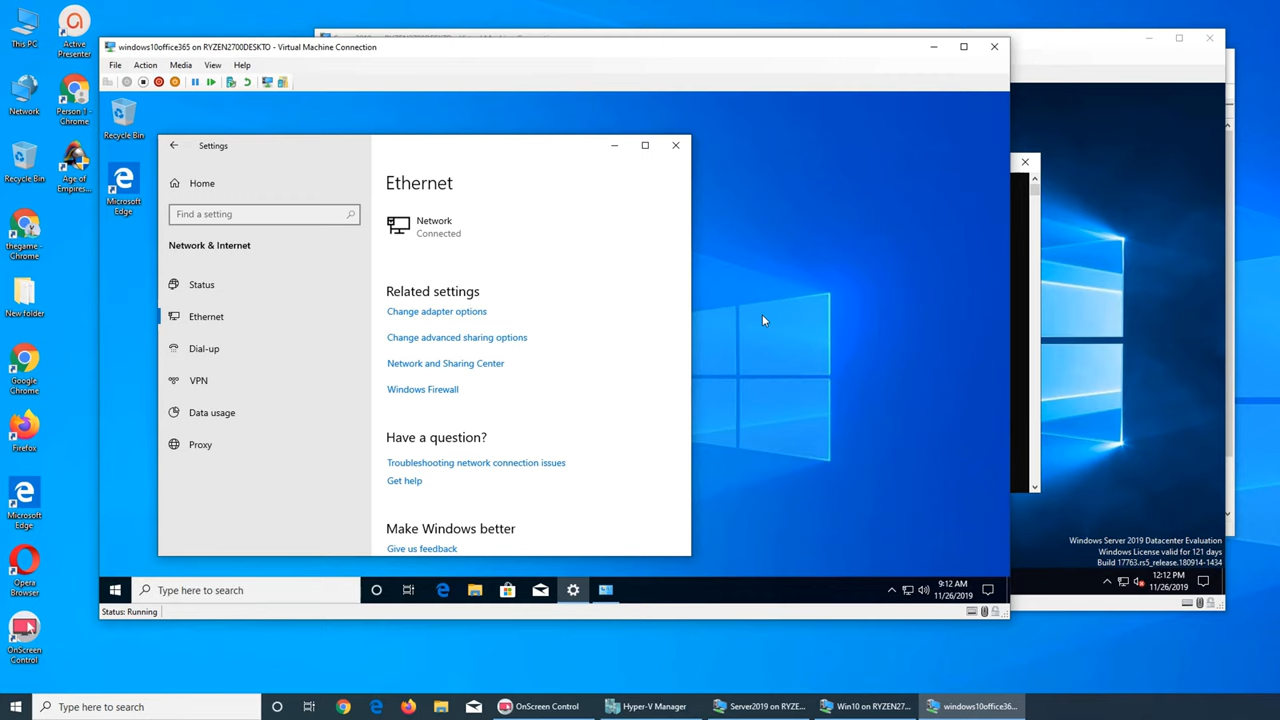 This PC
Active
Presenter
Network
Person 1 -
Chrome
Recycle Bin
Age of
Empires...
thegame -
Chrome
New folder
Google
Chrome
Firefox
Microsoft
Edge
Opera
Browser
OnScreen
Control
windows10office365 on RYZEN2700DESKTO - Virtual Machine Connection
File
Action
Media
View
Help
Recycle Bin
Microsoft
Edge
Settings
Home
Find a setting
Network & Internet
Status
Ethernet
Dial-up
VPN
Data usage
Proxy
Ethernet
Network
Connected
Related settings
Change adapter options
Change advanced sharing options
Network and Sharing Center
Windows Firewall
Have a question?
Troubleshooting network connection issues
Get help
Make Windows better
Give us feedback
Type here to search
9:12 AM
11/26/2019
Status: Running
Windows Server 2019 Datacenter Evaluation
Windows License valid for 121 days
Build 17763.rs5_release.180914-1434
12:12 PM
11/26/2019
Type here to search
OnScreen Control
Hyper-V Manager
Server2019 on RYZE...
Win10 on RYZEN27...
windows10office36...